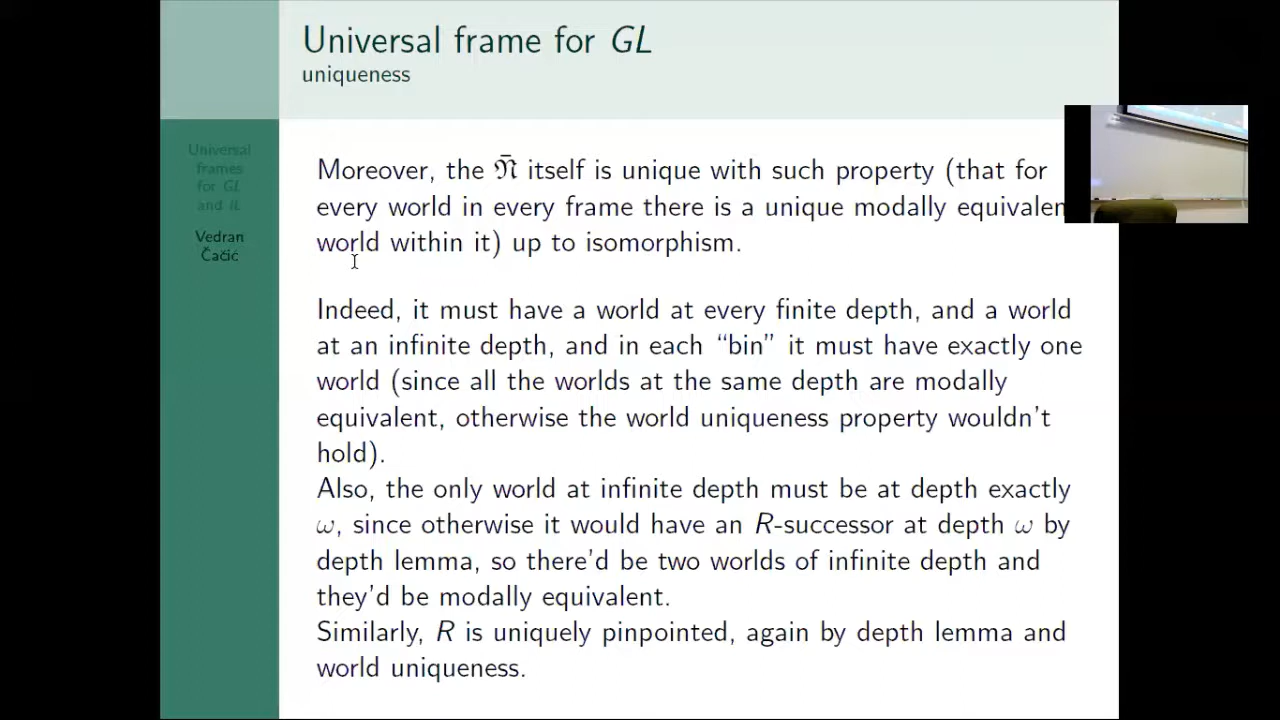 Universal frame for GL
uniqueness
Universal
frames
for GL
and IL
Vedran
Čačić
Moreover, the 𝔑̄ itself is unique with such property (that for
every world in every frame there is a unique modally equivalen
world within it) up to isomorphism.
Indeed, it must have a world at every finite depth, and a world
at an infinite depth, and in each “bin” it must have exactly one
world (since all the worlds at the same depth are modally
equivalent, otherwise the world uniqueness property wouldn't
hold).
Also, the only world at infinite depth must be at depth exactly
ω, since otherwise it would have an R-successor at depth ω by
depth lemma, so there'd be two worlds of infinite depth and
they'd be modally equivalent.
Similarly, R is uniquely pinpointed, again by depth lemma and
world uniqueness.